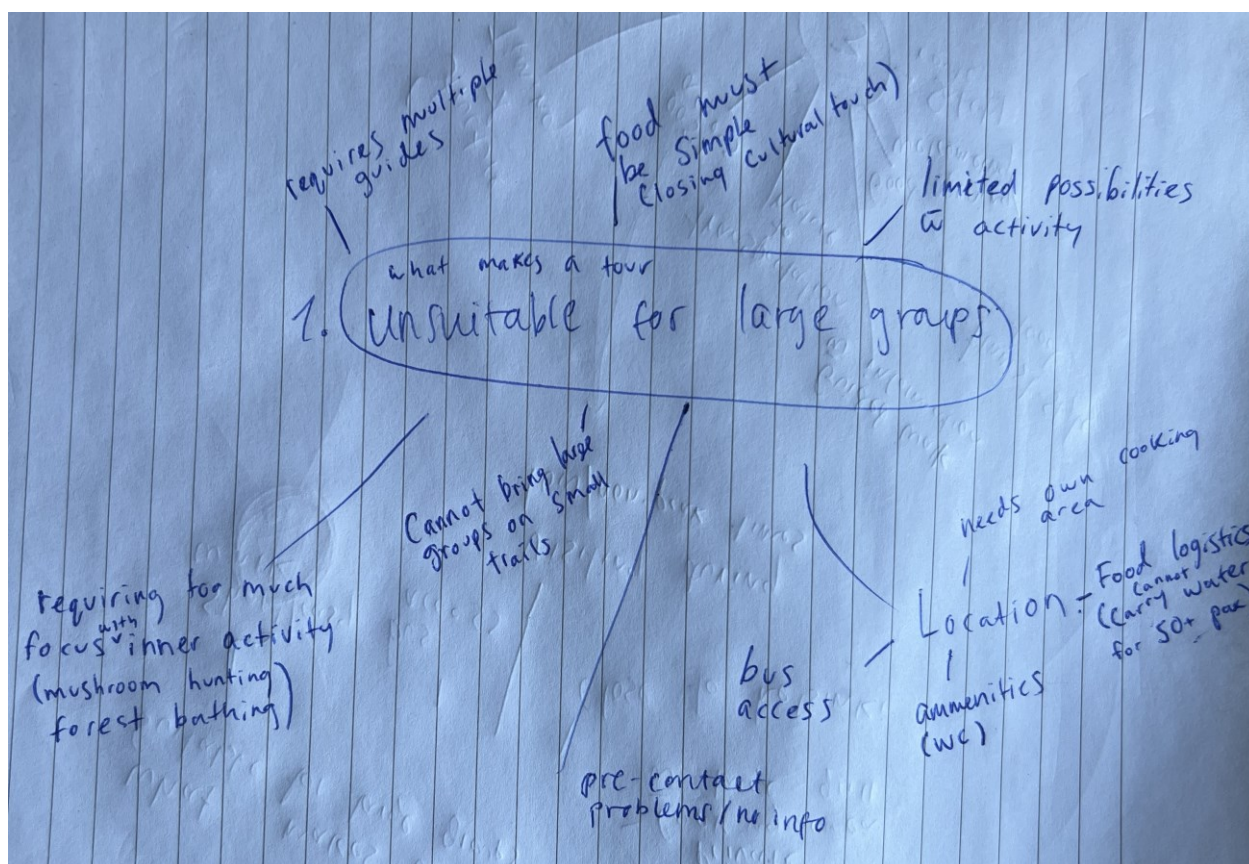 requires multiple
guides
food must
be simple
(losing cultural touch)
limited possibilities
w activity
what makes a tour
1. unsuitable for large groups
Cannot bring large
groups on small
trails
requiring too much
focus with inner activity
(mushroom hunting
forest bathing)
pre-contact
problems/no info
needs own cooking
area
Location - Food logistics
(cannot
carry water
for 50+ pax)
bus
access
ammenities
(wc)